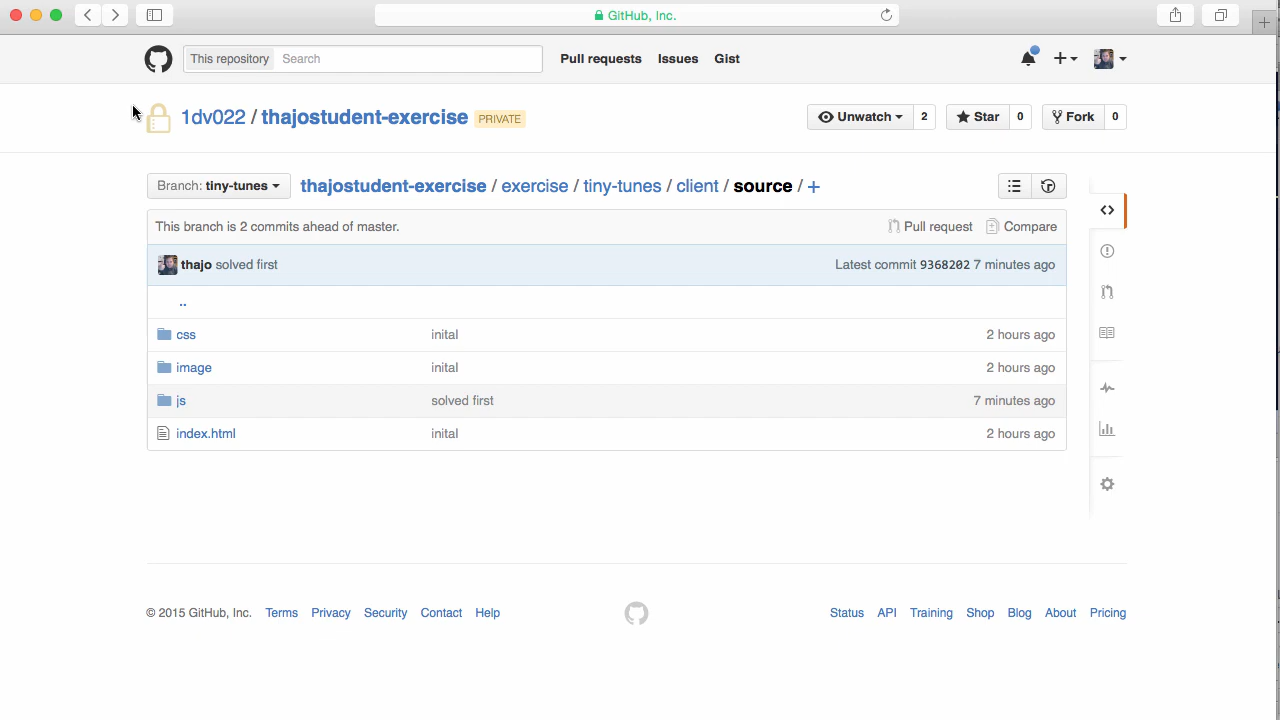 GitHub, Inc.
This repository Search Pull requests Issues Gist
1dv022 / thajostudent-exercise PRIVATE Unwatch 2 Star 0 Fork 0
Branch: tiny-tunes thajostudent-exercise / exercise / tiny-tunes / client / source / +
This branch is 2 commits ahead of master. Pull request Compare
thajo solved first Latest commit 9368202 7 minutes ago
..
css inital 2 hours ago
image inital 2 hours ago
js solved first 7 minutes ago
index.html inital 2 hours ago
© 2015 GitHub, Inc. Terms Privacy Security Contact Help Status API Training Shop Blog About Pricing